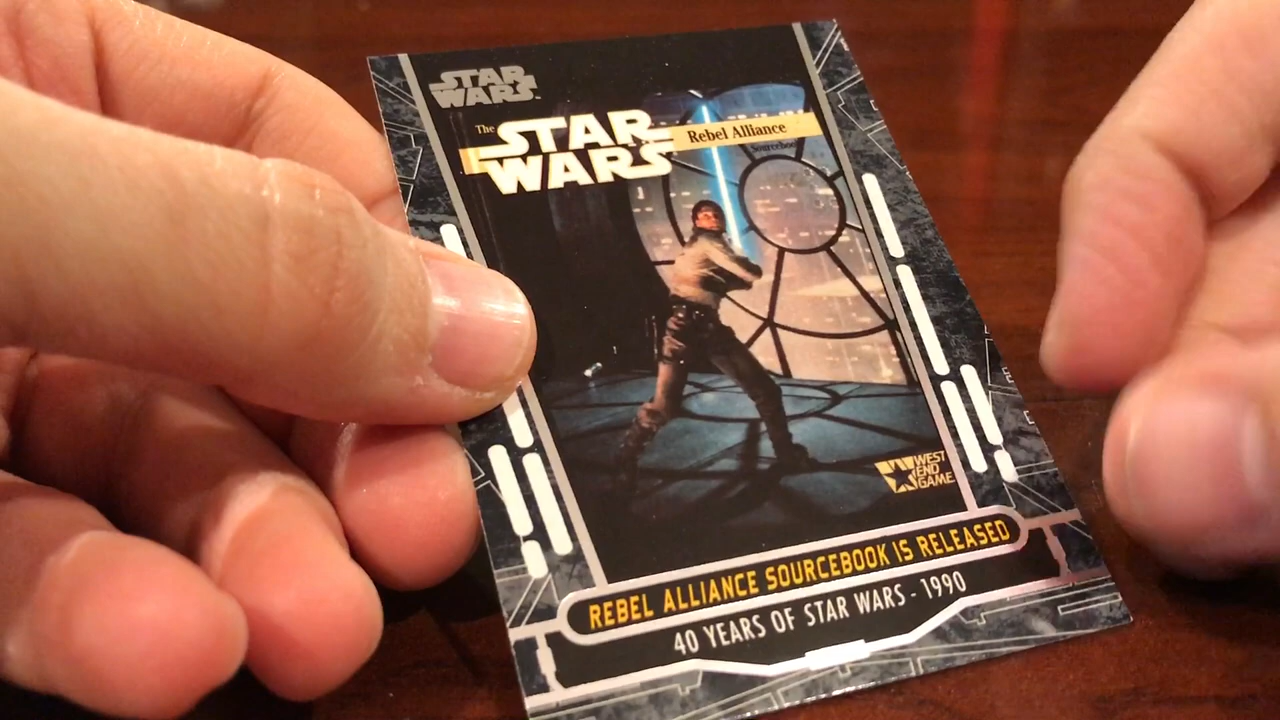 STAR
WARS
The STAR WARS Rebel Alliance
Sourcebook
WEST
END
GAME
REBEL ALLIANCE SOURCEBOOK IS RELEASED
40 YEARS OF STAR WARS - 1990